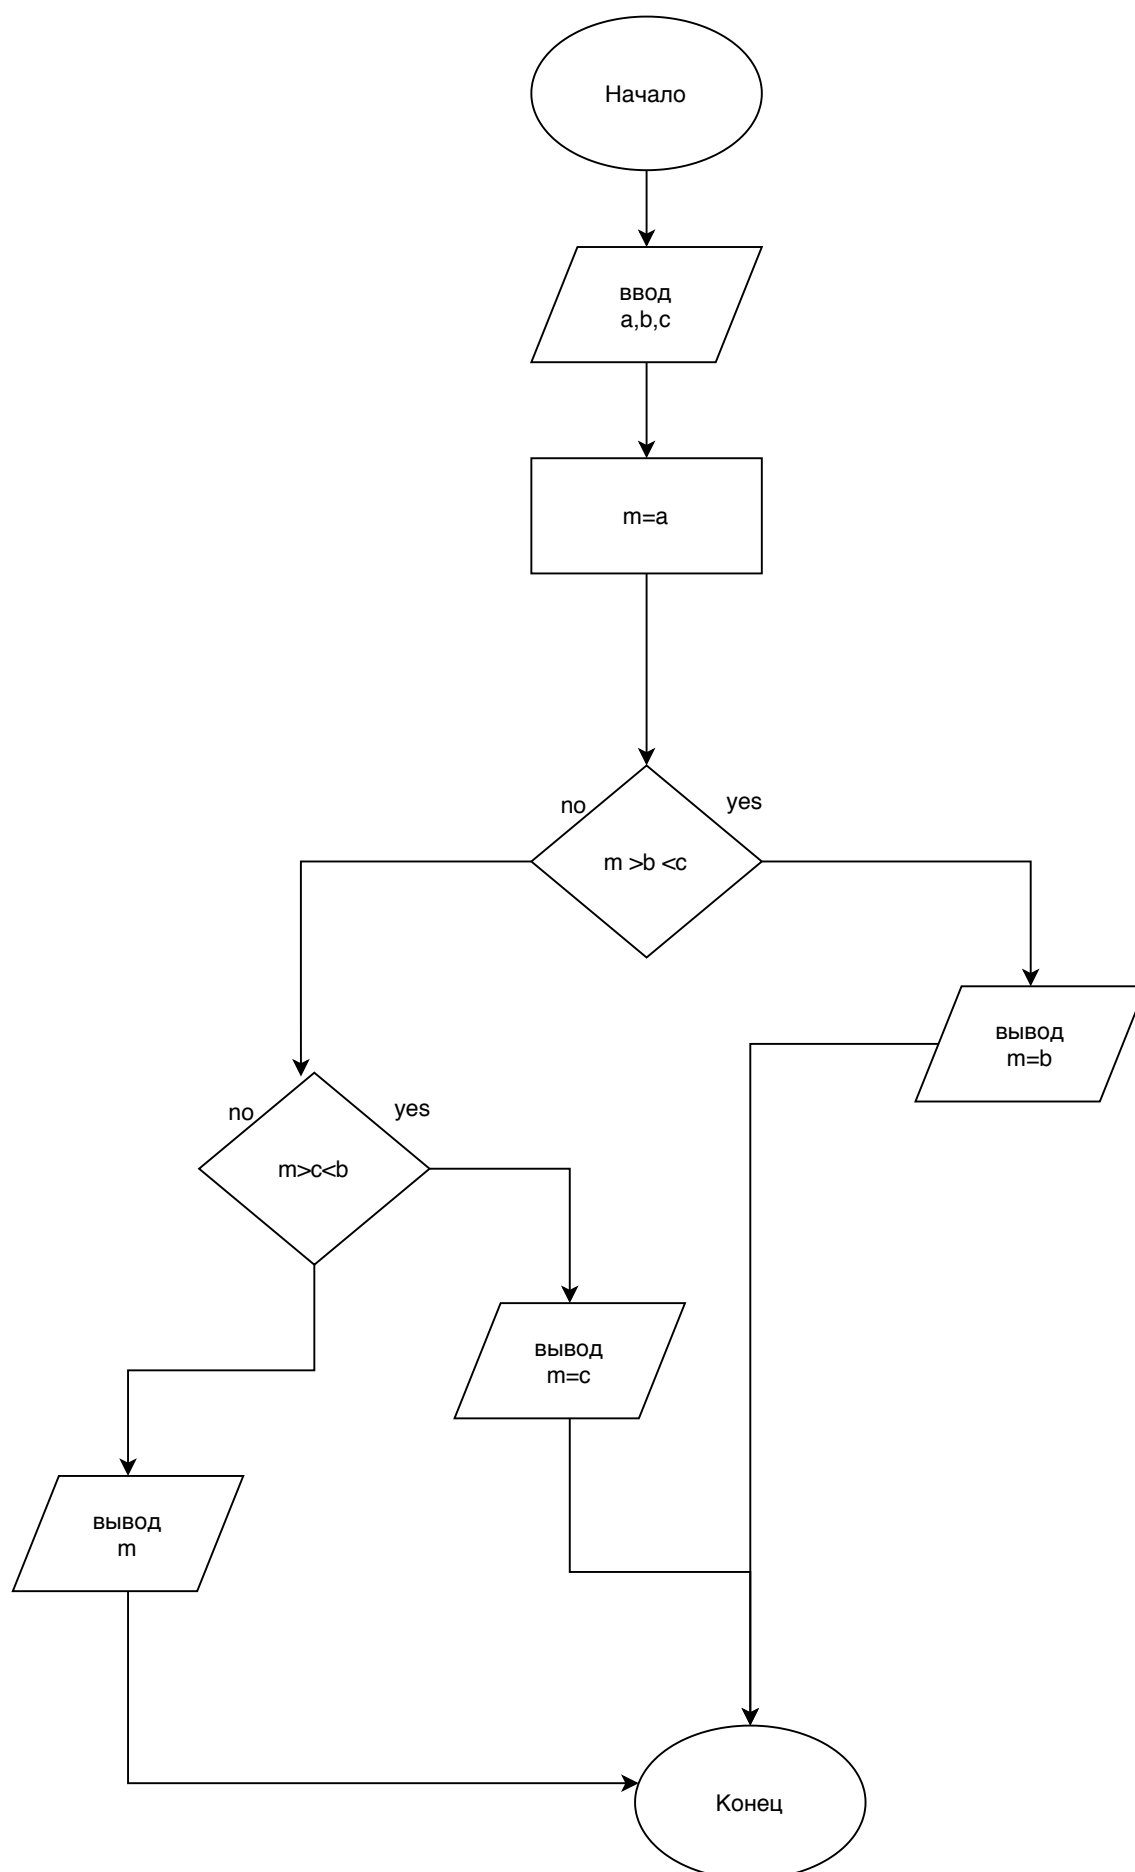 Начало
ввод
a,b,c
m=a
no
yes
m >b <c
вывод
m=b
no
yes
m>c<b
вывод
m=c
вывод
m
Конец